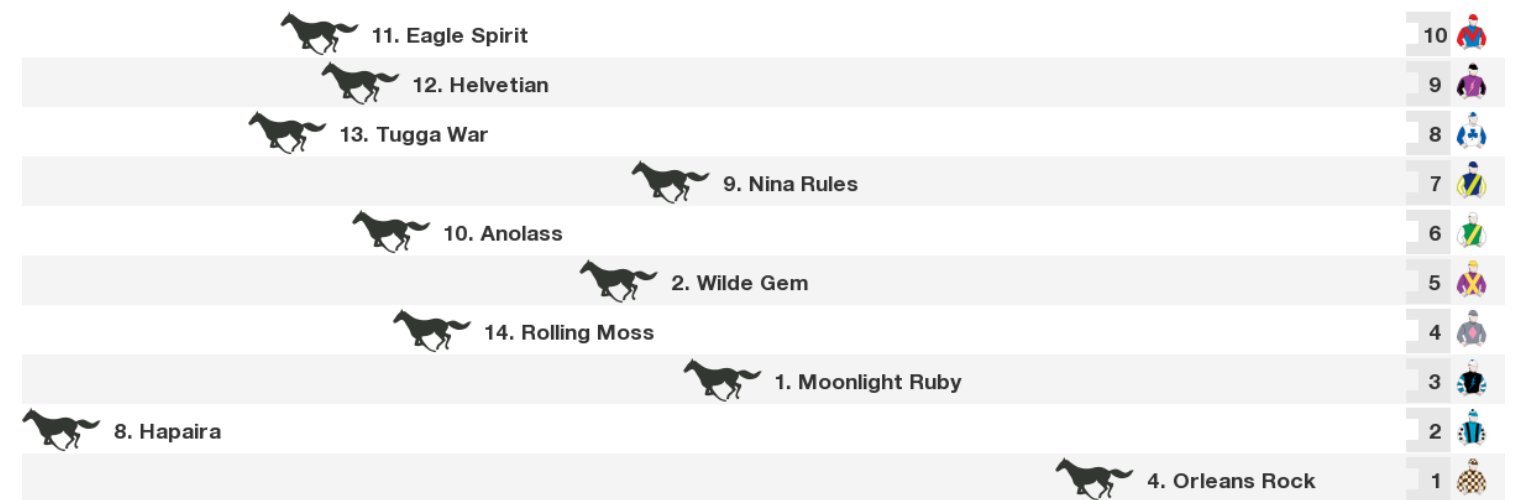 11. Eagle Spirit 10
12. Helvetian 9
13. Tugga War 8
9. Nina Rules 7
10. Anolass 6
2. Wilde Gem 5
14. Rolling Moss 4
1. Moonlight Ruby 3
8. Hapaira 2
4. Orleans Rock 1